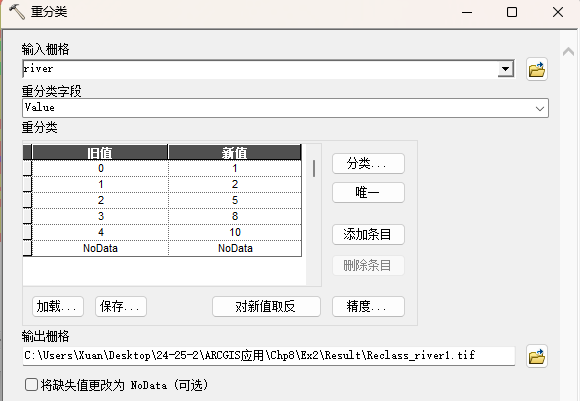 重分类
输入栅格
river
重分类字段
Value
重分类
旧值 新值
0 1
1 2
2 5
3 8
4 10
NoData NoData
分类...
唯一
添加条目
删除条目
加载... 保存... 对新值取反 精度...
输出栅格
C:\Users\Xuan\Desktop\24-25-2\ARCGIS应用\Chp8\Ex2\Result\Reclass_river1.tif
将缺失值更改为 NoData (可选)